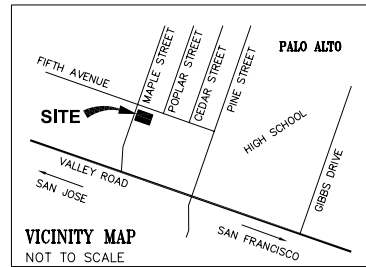 PALO ALTO
FIFTH AVENUE
MAPLE STREET
POPLAR STREET
CEDAR STREET
PINE STREET
SITE
HIGH SCHOOL
GIBBS DRIVE
VALLEY ROAD
SAN JOSE
SAN FRANCISCO
VICINITY MAP
NOT TO SCALE